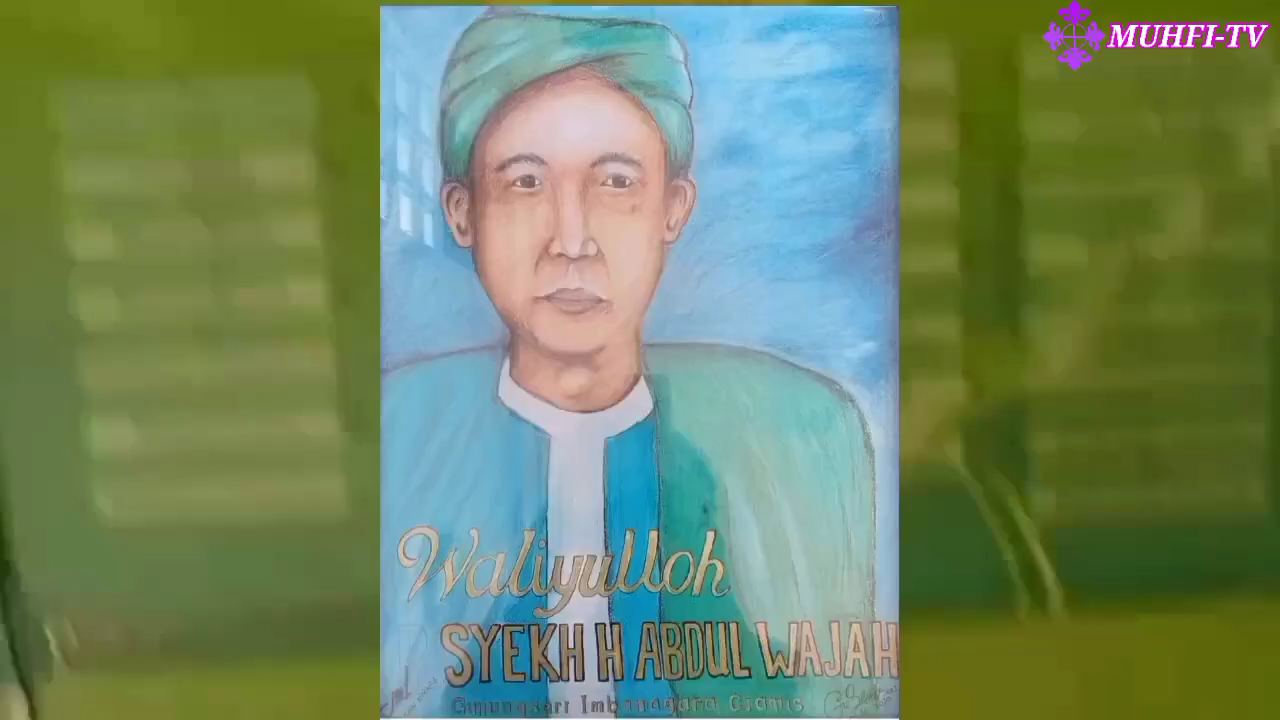 MUHFI-TV
Waliyulloh
SYEKH H ABDUL WAJAH
Gunungsari Imbanagara Ciamis